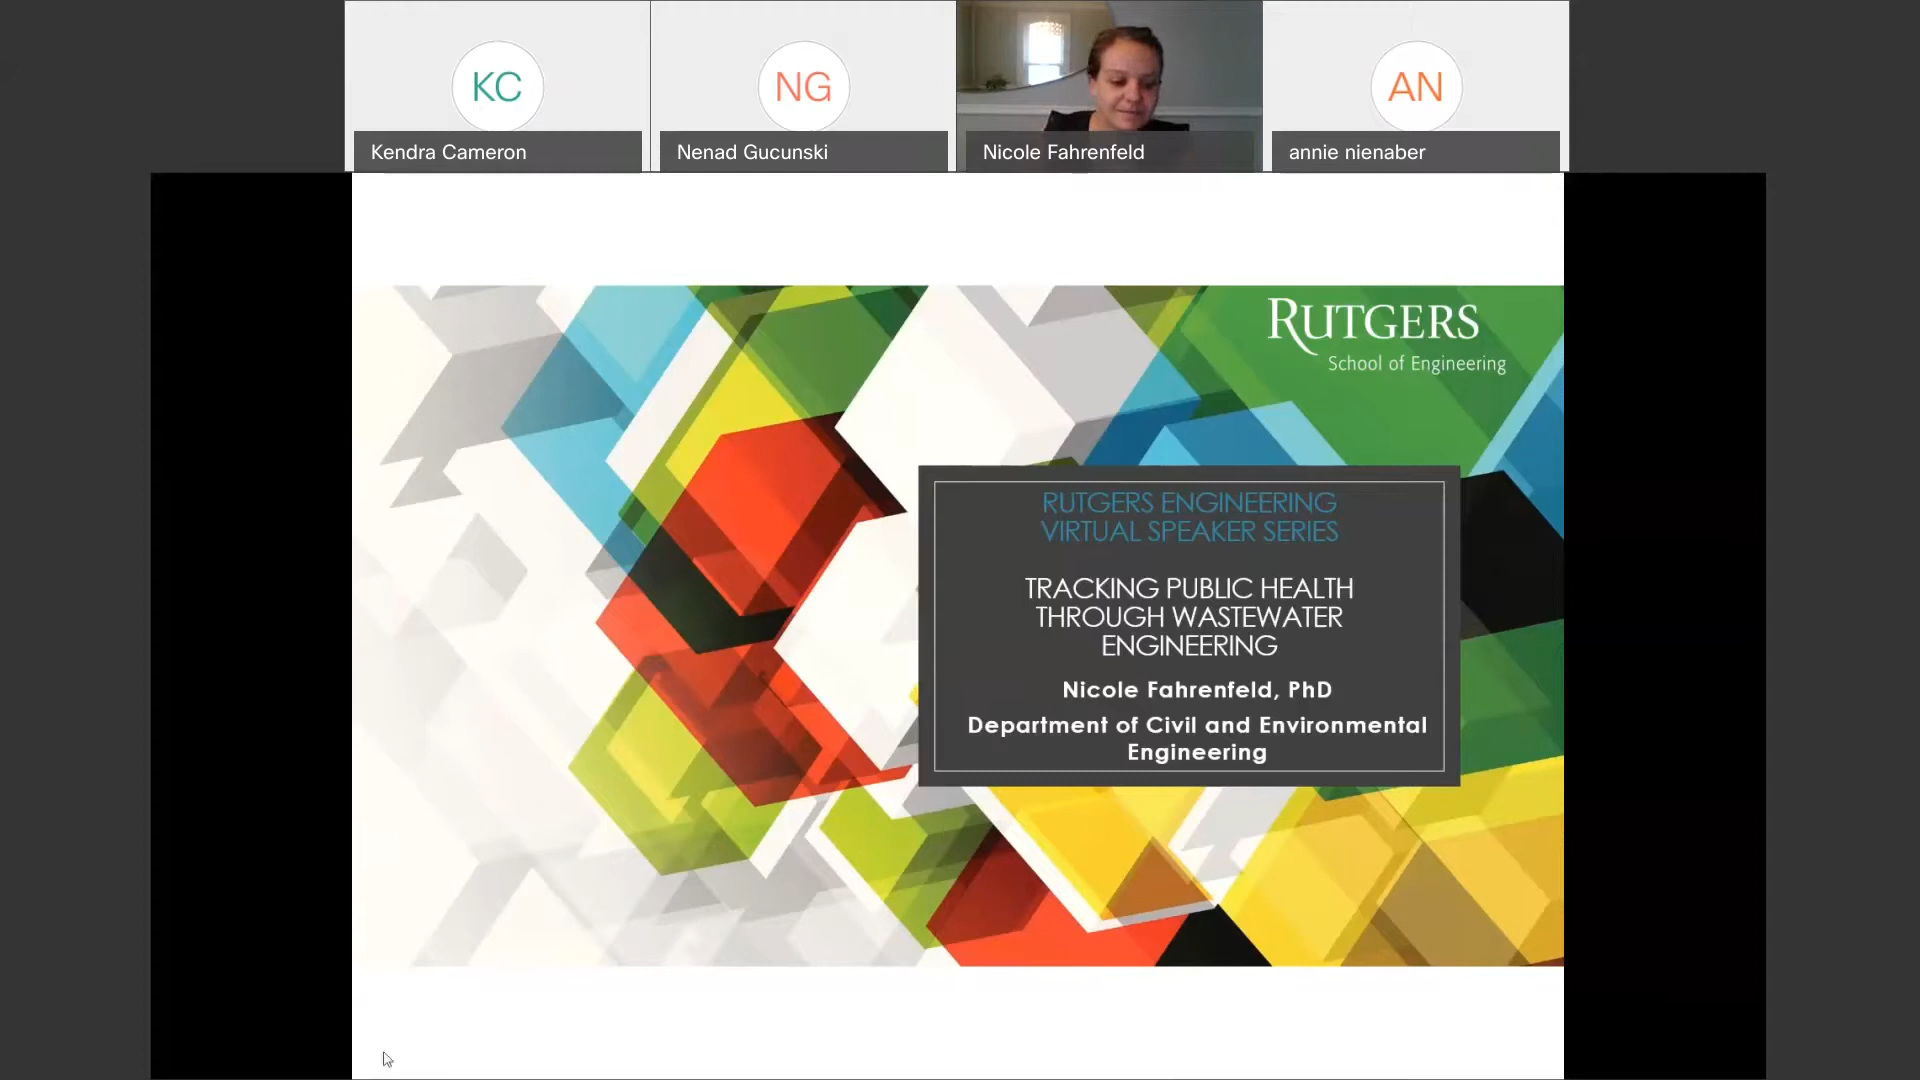 KC
NG
AN
Kendra Cameron
Nenad Gucunski
Nicole Fahrenfeld
annie nienaber
RUTGERS
School of Engineering
RUTGERS ENGINEERING
VIRTUAL SPEAKER SERIES
TRACKING PUBLIC HEALTH
THROUGH WASTEWATER
ENGINEERING
Nicole Fahrenfeld, PhD
Department of Civil and Environmental
Engineering